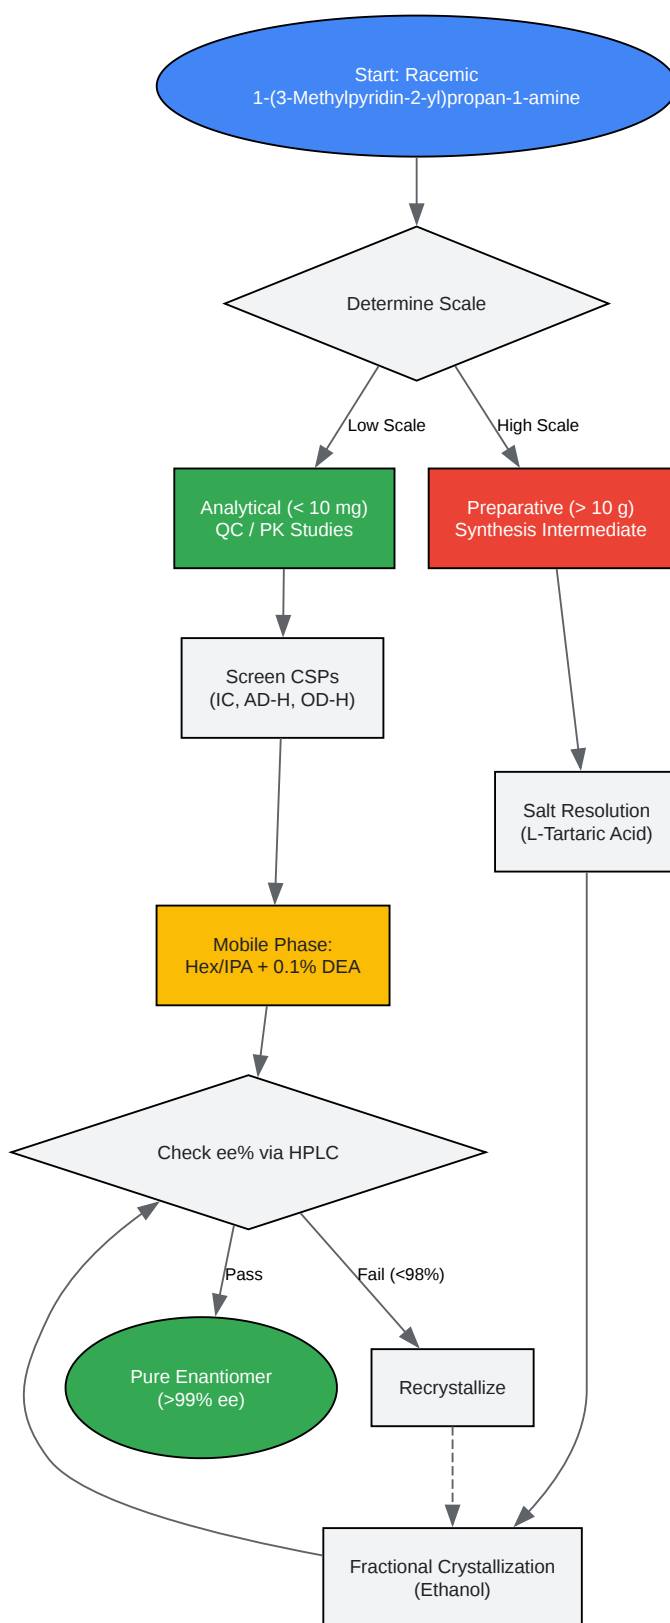 Start: Racemic
1-(3-Methylpyridin-2-yl)propan-1-amine
Determine Scale
Low Scale
High Scale
Analytical (< 10 mg)
QC / PK Studies
Preparative (> 10 g)
Synthesis Intermediate
Screen CSPs
(IC, AD-H, OD-H)
Salt Resolution
(L-Tartaric Acid)
Mobile Phase:
Hex/IPA + 0.1% DEA
Check ee% via HPLC
Pass
Fail (<98%)
Pure Enantiomer
(>99% ee)
Recrystallize
Fractional Crystallization
(Ethanol)